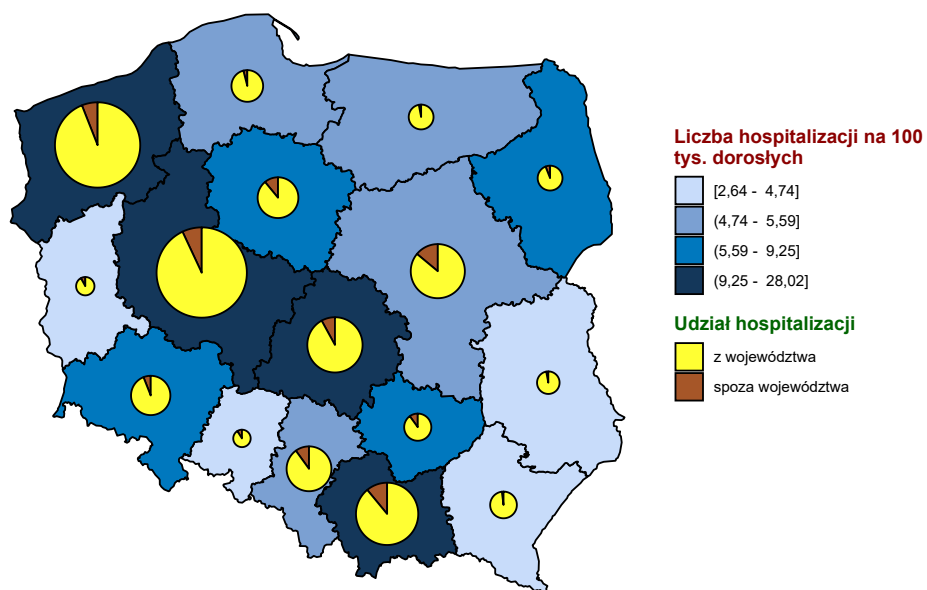 Liczba hospitalizacji na 100
tys. dorosłych
[2,64 - 4,74]
(4,74 - 5,59]
(5,59 - 9,25]
(9,25 - 28,02]
Udział hospitalizacji
z województwa
spoza województwa